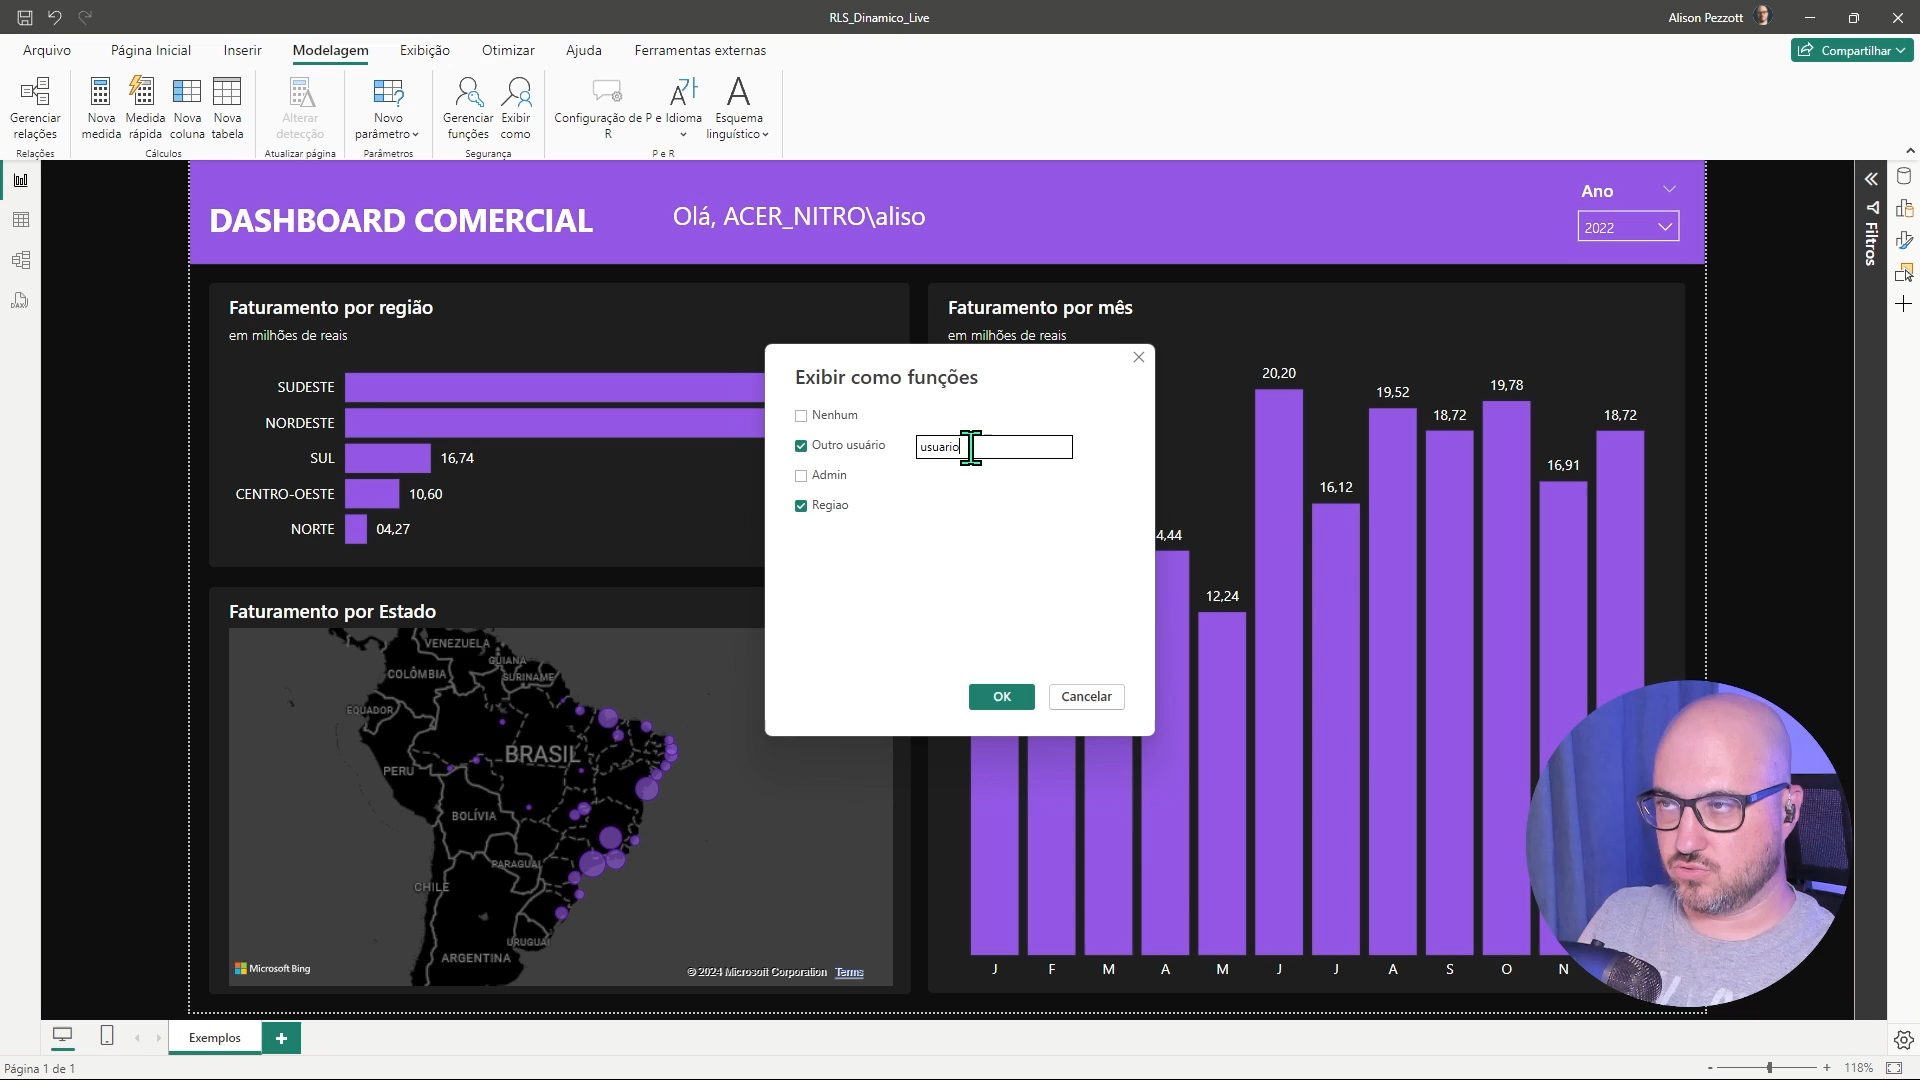 RLS_Dinamico_Live
Alison Pezzott
Arquivo
Página Inicial
Inserir
Modelagem
Exibição
Otimizar
Ajuda
Ferramentas externas
Compartilhar
Gerenciar relações
Nova medida
Medida rápida
Nova coluna
Nova tabela
Alterar detecção
Novo parâmetro
Gerenciar funções
Exibir como
Configuração de P e R
Idioma
Esquema linguístico
Relações
Cálculos
Atualizar página
Parâmetros
Segurança
P e R
DASHBOARD COMERCIAL
Olá, ACER_NITRO\aliso
Ano
2022
Filtros
DAX
Faturamento por região
em milhões de reais
SUDESTE
NORDESTE
SUL 16,74
CENTRO-OESTE 10,60
NORTE 04,27
Faturamento por mês
em milhões de reais
4,44
12,24
20,20
16,12
19,52
18,72
19,78
16,91
18,72
J F M A M J J A S O N
Exibir como funções
Nenhum
Outro usuário
usuario
Admin
Regiao
OK
Cancelar
Faturamento por Estado
VENEZUELA
GUIANA
SURINAME
COLÔMBIA
EQUADOR
BRASIL
PERU
BOLÍVIA
PARAGUAI
CHILE
URUGUAI
ARGENTINA
Microsoft Bing
© 2024 Microsoft Corporation Terms
Exemplos
Página 1 de 1
118%